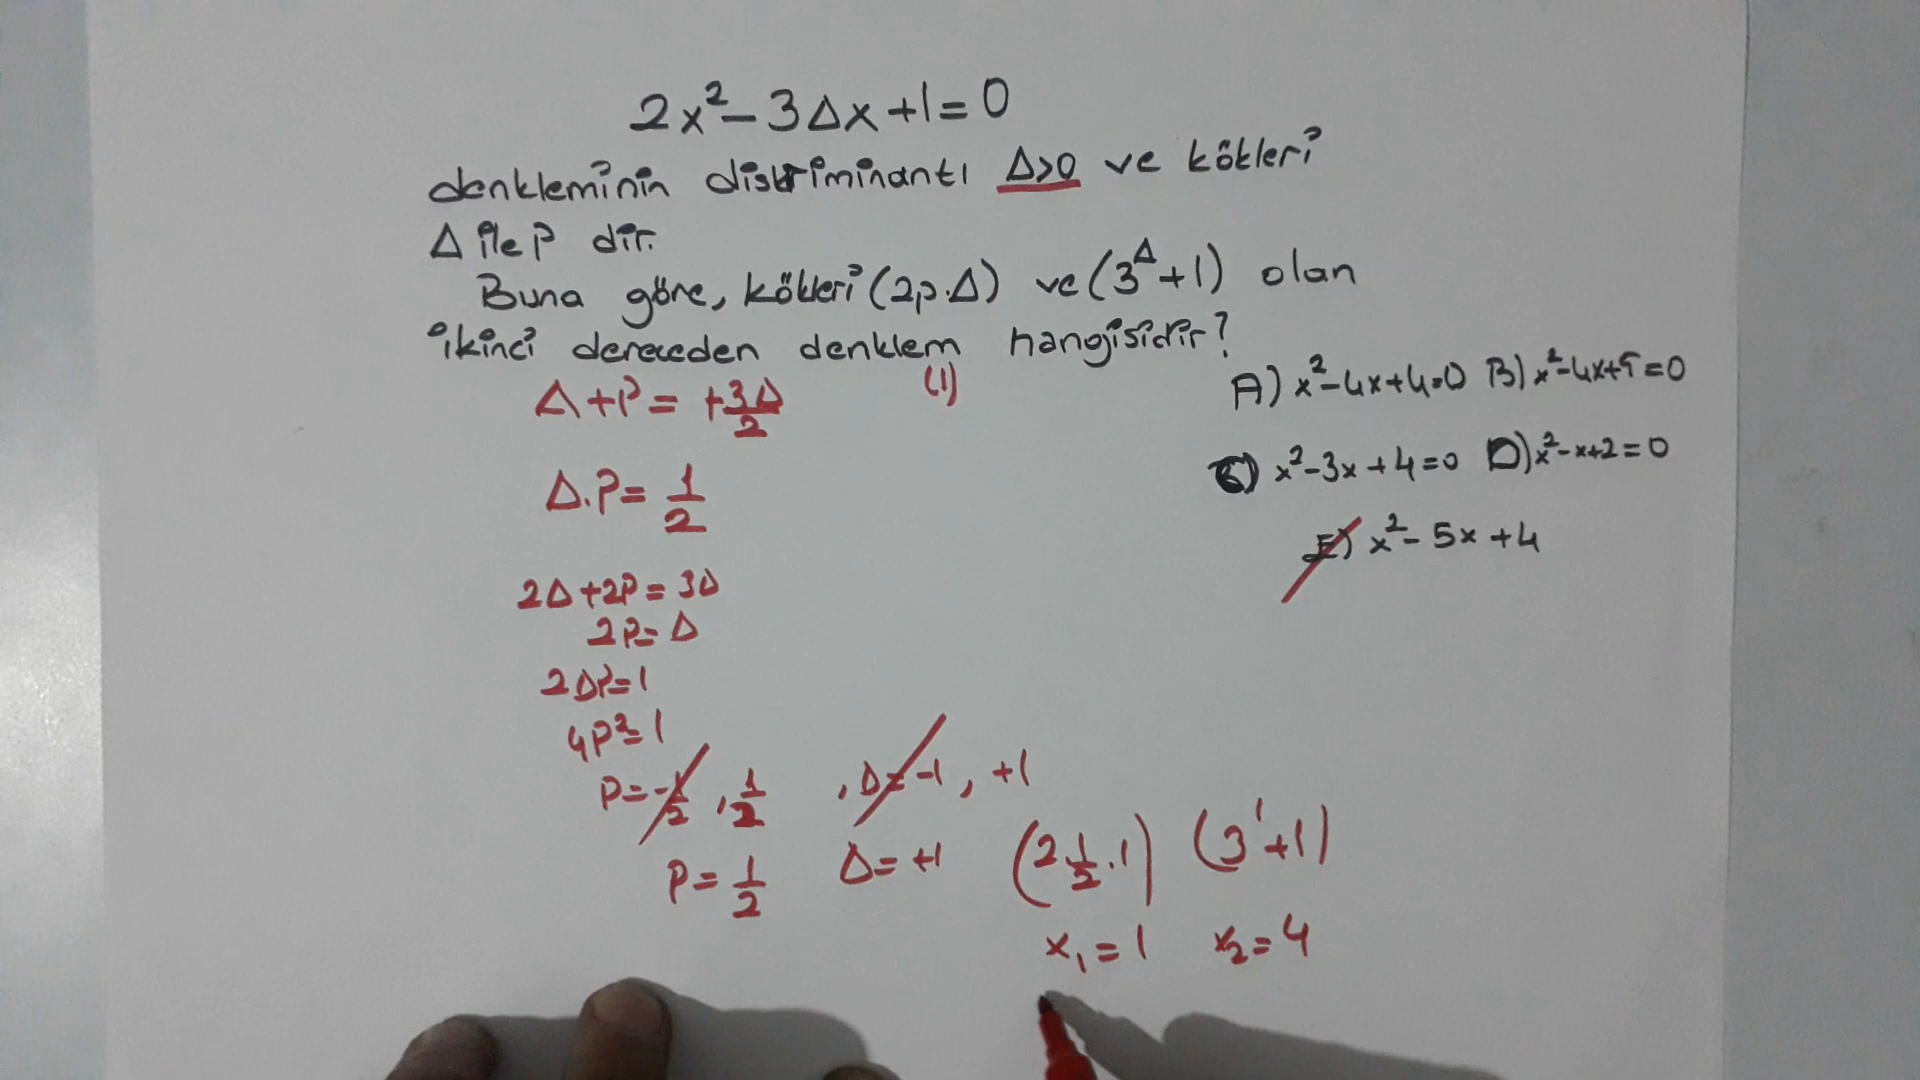 2x²-3Δx+1=0
denkleminin diskriminantı Δ>0 ve kökleri
Δ ile P dir.
Buna göre, kökleri (2p.Δ) ve (3^Δ+1) olan
ikinci dereceden denklem hangisidir?
(1)
A) x²-4x+4=0 B) x²-4x+5=0
C) x²-3x+4=0 D) x²-x+2=0
E) x²-5x+4
Δ+P= +3Δ/2
Δ.P= 1/2
2Δ+2P=3Δ
2P=Δ
2ΔP=1
4P²=1
P=-1/2, 1/2 , Δ=-1, +1
P=1/2 Δ=+1 (2.1/2.1) (3¹+1)
x₁=1 x₂=4